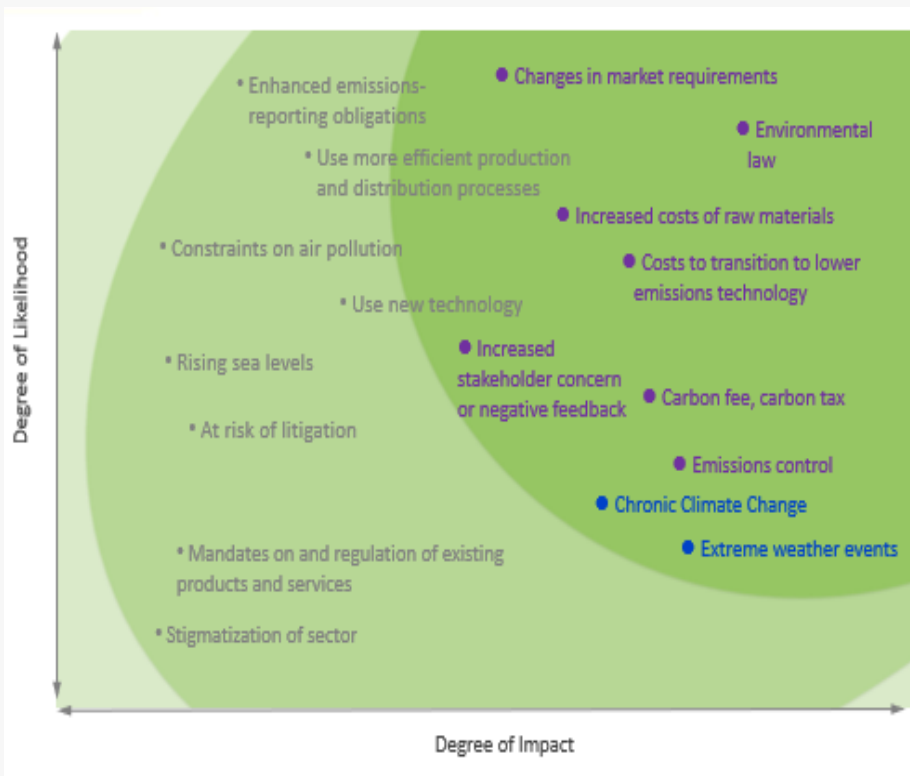 • Changes in market requirements
• Enhanced emissions-
reporting obligations
• Environmental
law
• Use more efficient production
and distribution processes
• Increased costs of raw materials
• Constraints on air pollution
• Costs to transition to lower
emissions technology
• Use new technology
• Increased
stakeholder concern
or negative feedback
• Rising sea levels
• Carbon fee, carbon tax
• At risk of litigation
• Emissions control
• Chronic Climate Change
• Extreme weather events
• Mandates on and regulation of existing
products and services
• Stigmatization of sector
Degree of Likelihood
Degree of Impact